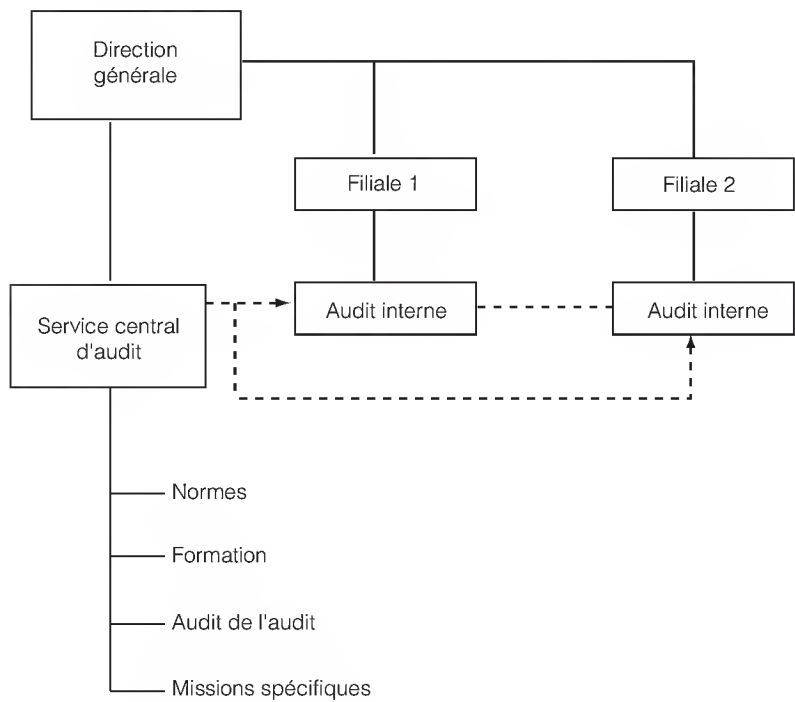 Direction
générale
Filiale 1
Filiale 2
Service central
d'audit
Audit interne
Audit interne
Normes
Formation
Audit de l'audit
Missions spécifiques